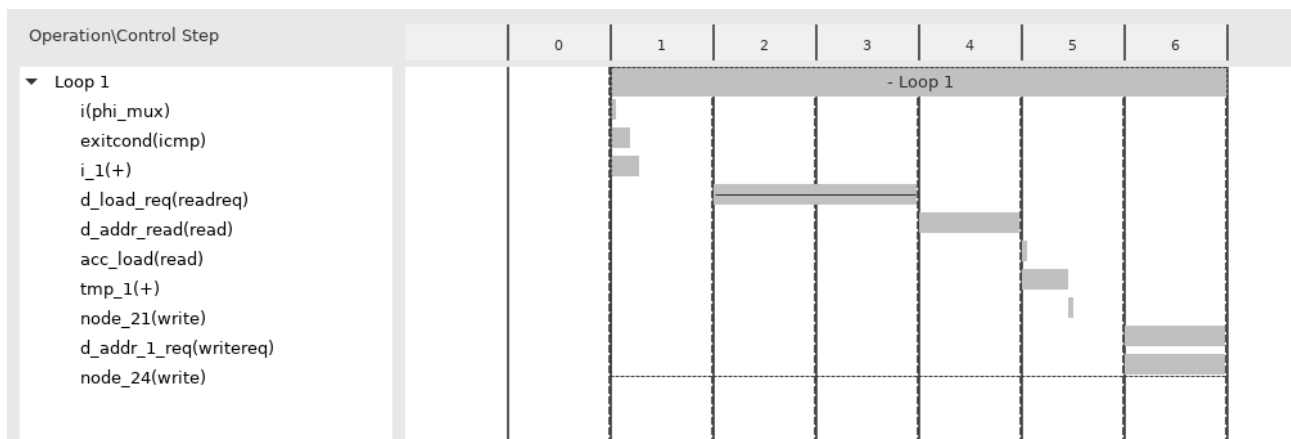 Operation\Control Step
0 1 2 3 4 5 6
Loop 1
- Loop 1
i(phi_mux)
exitcond(icmp)
i_1(+)
d_load_req(readreq)
d_addr_read(read)
acc_load(read)
tmp_1(+)
node_21(write)
d_addr_1_req(writereq)
node_24(write)